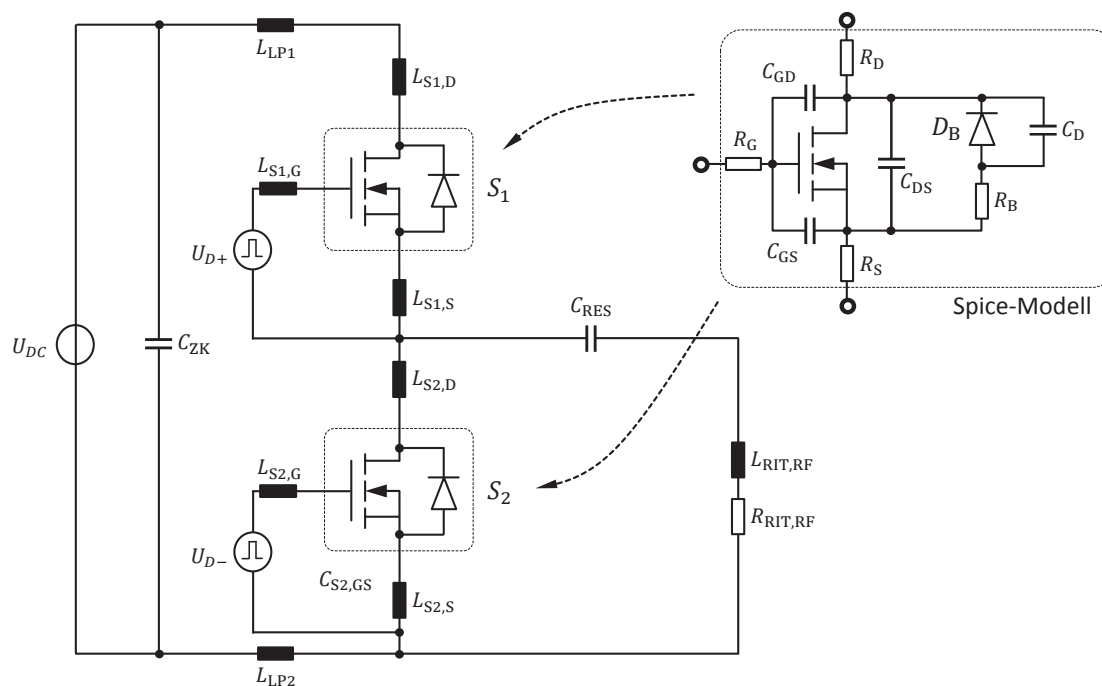 L_LP1
L_S1,D
L_S1,G
S_1
U_D+
L_S1,S
C_RES
U_DC
C_ZK
L_S2,D
L_S2,G
S_2
L_RIT,RF
R_RIT,RF
U_D−
C_S2,GS
L_S2,S
L_LP2
R_D
C_GD
R_G
D_B
C_D
C_DS
R_B
C_GS
R_S
Spice-Modell